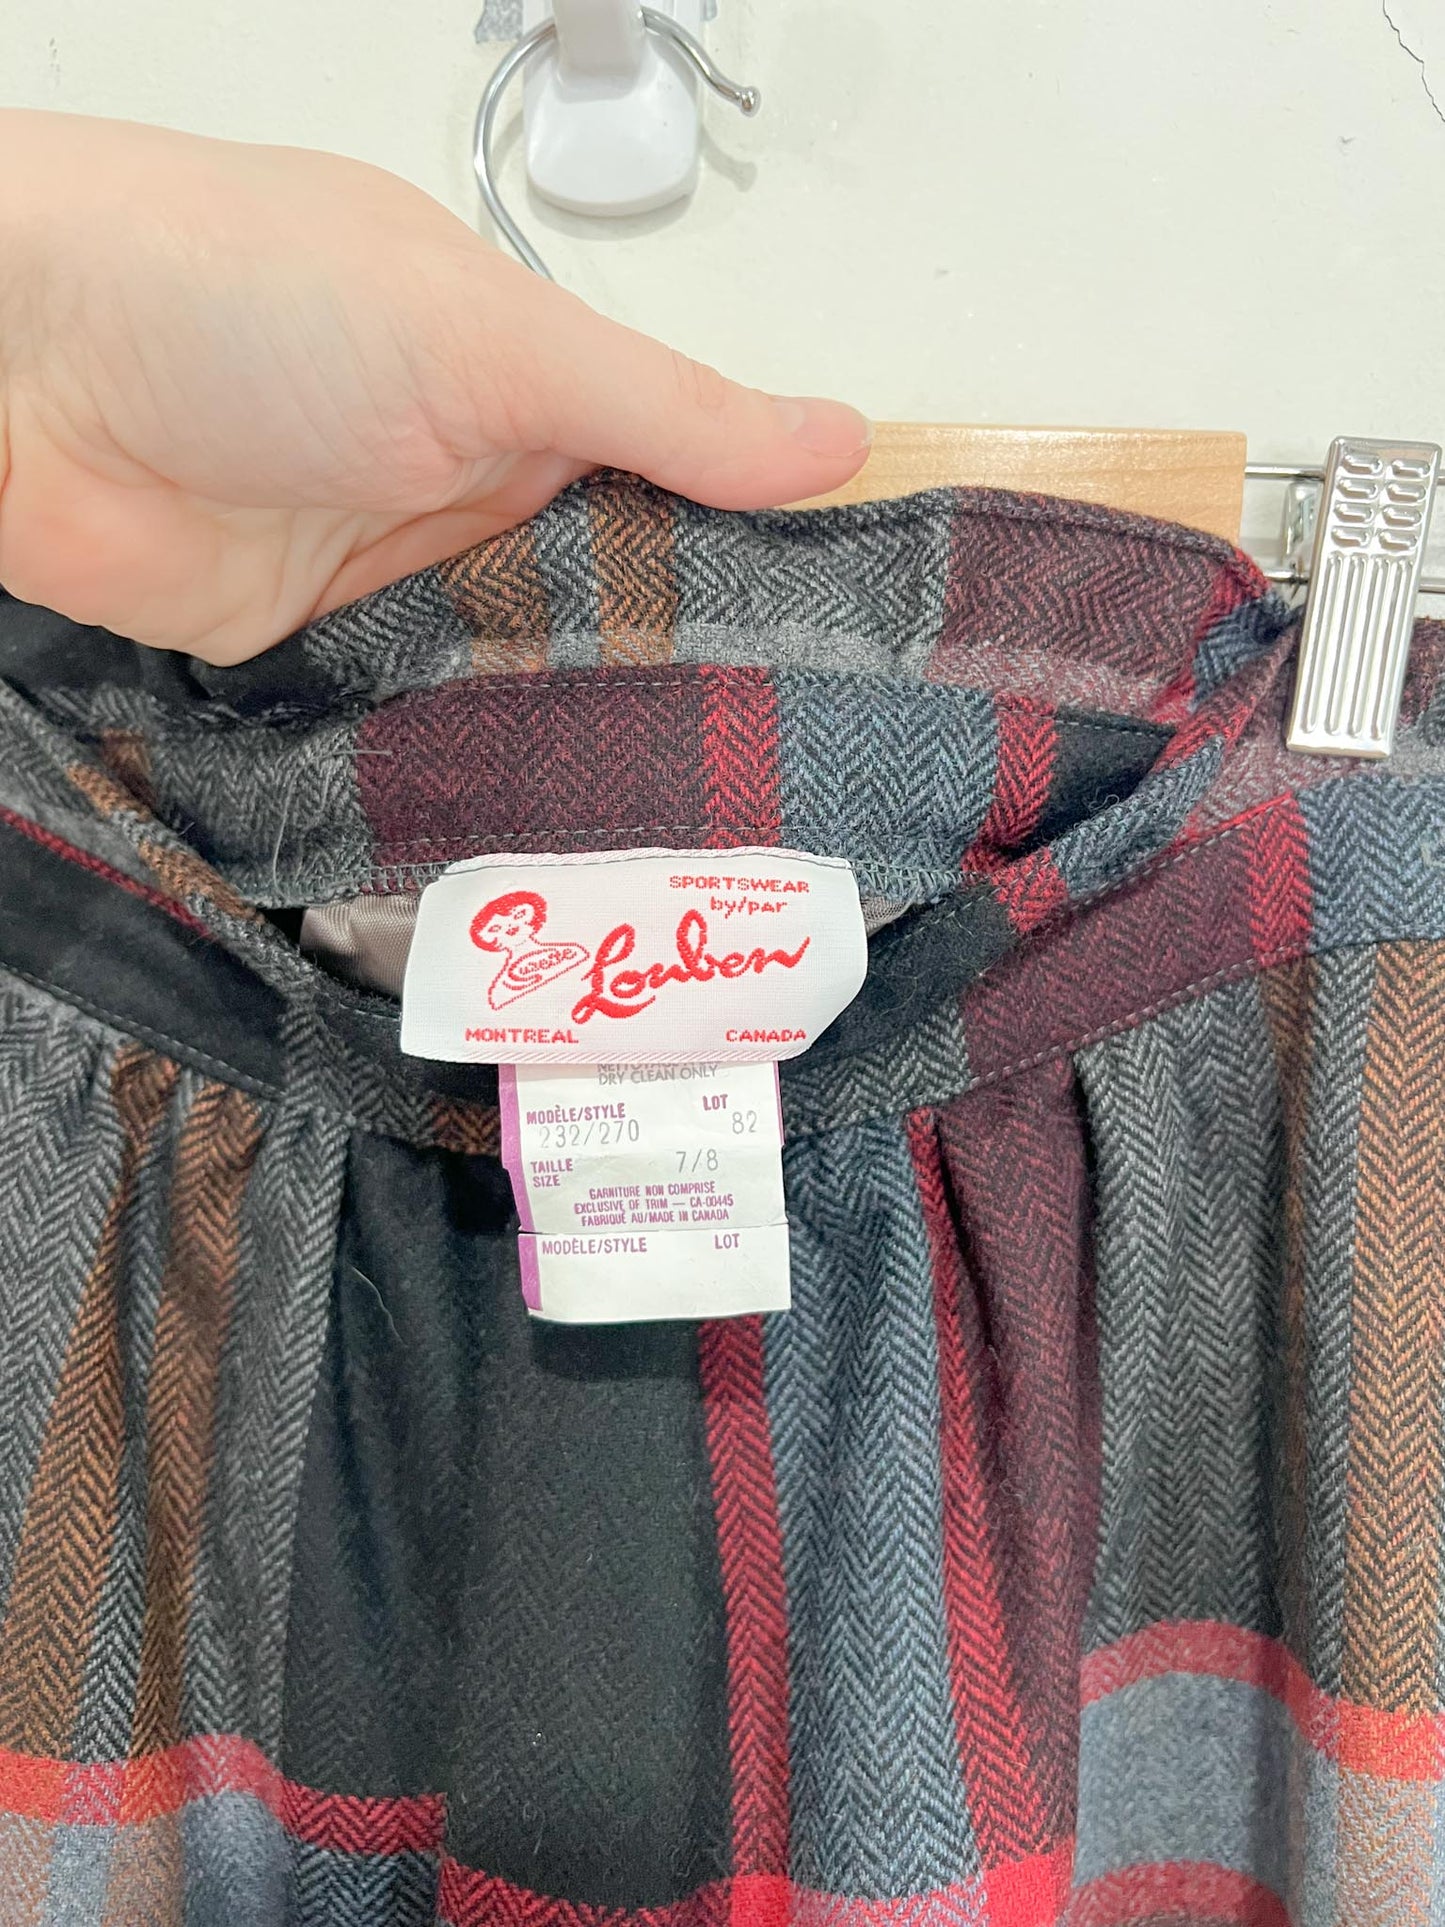 SPORTSWEAR
by/par
Suzette
Louben
MONTREAL CANADA
DRY CLEAN ONLY
MODÈLE/STYLE LOT
232/270 82
TAILLE 7/8
SIZE
GARNITURE NON COMPRISE
EXCLUSIVE OF TRIM — CA-00445
FABRIQUÉ AU/MADE IN CANADA
MODÈLE/STYLE LOT